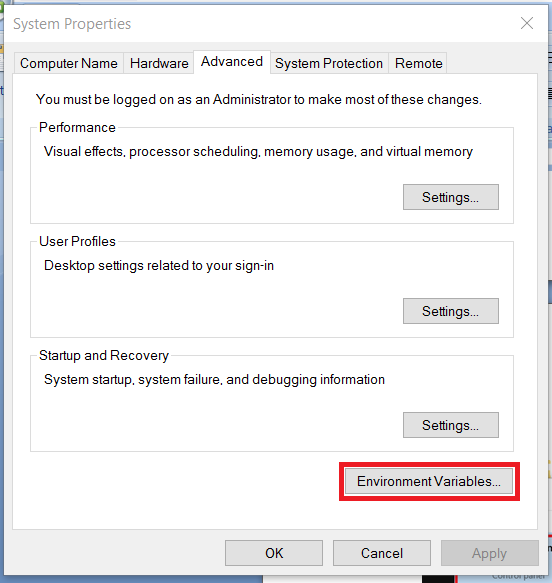 System Properties
Computer Name
Hardware
Advanced
System Protection
Remote
You must be logged on as an Administrator to make most of these changes.
Performance
Visual effects, processor scheduling, memory usage, and virtual memory
Settings...
User Profiles
Desktop settings related to your sign-in
Settings...
Startup and Recovery
System startup, system failure, and debugging information
Settings...
Environment Variables...
OK
Cancel
Apply
Control panel